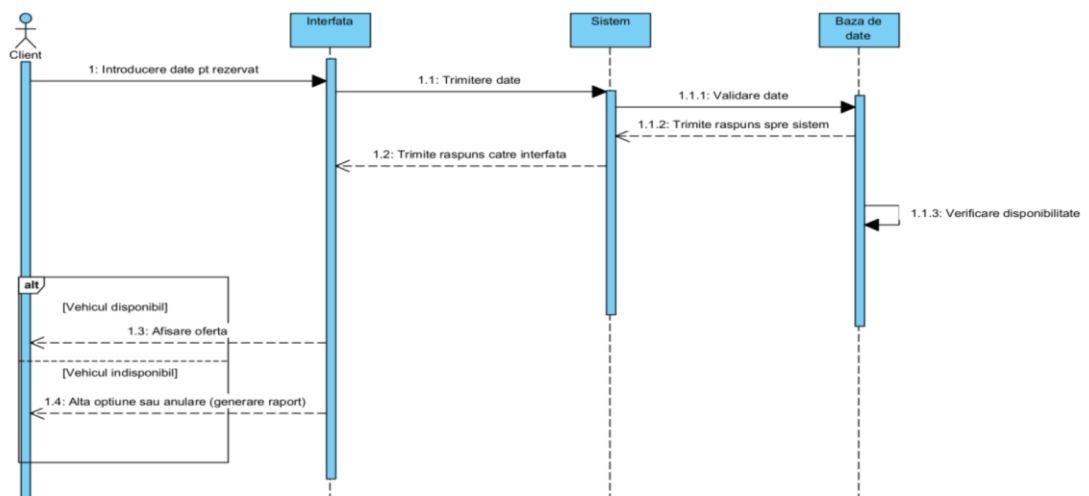 Interfata
Sistem
Baza de
date
Client
1: Introducere date pt rezervat
1.1: Trimitere date
1.1.1: Validare date
1.1.2: Trimite raspuns spre sistem
1.2: Trimite raspuns catre interfata
1.1.3: Verificare disponibilitate
alt
[Vehicul disponibil]
1.3: Afisare oferta
[Vehicul indisponibil]
1.4: Alta optiune sau anulare (generare raport)